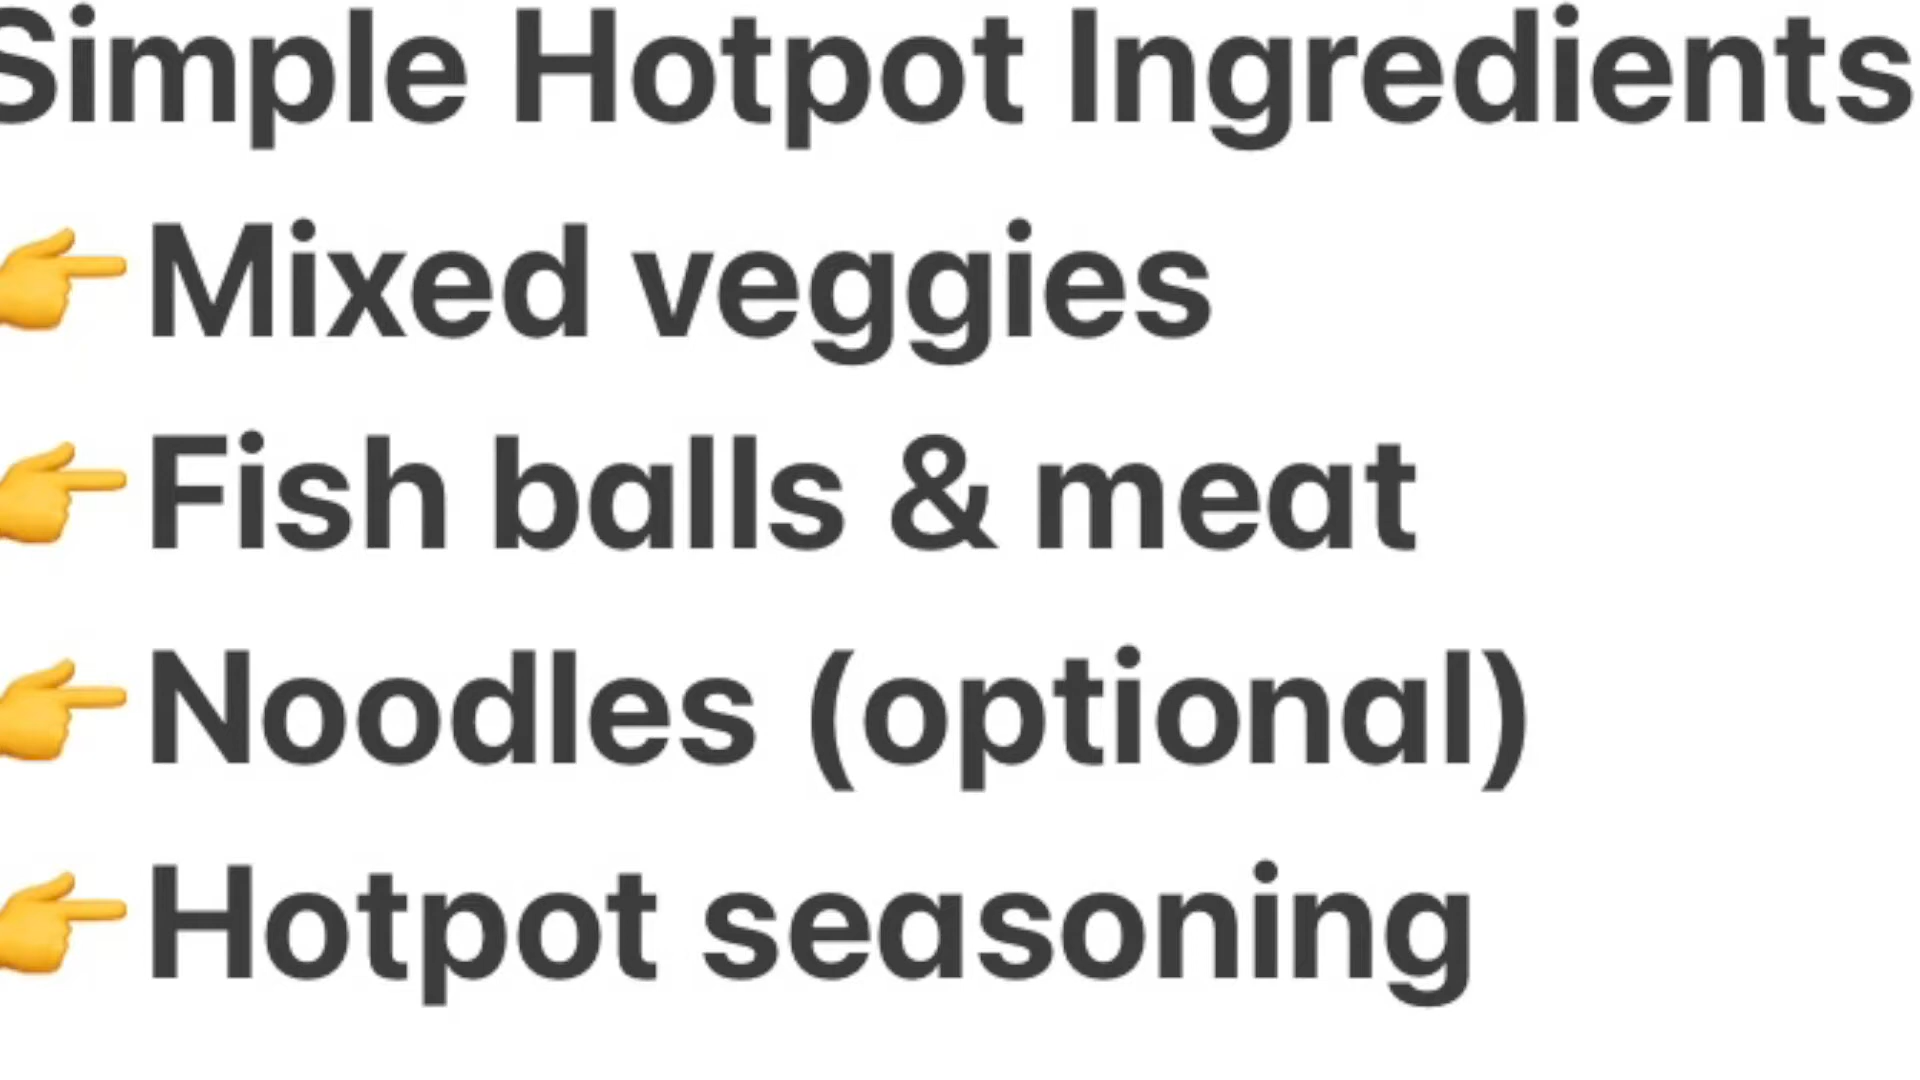 Simple Hotpot Ingredients
👉Mixed veggies
👉Fish balls & meat
👉Noodles (optional)
👉Hotpot seasoning